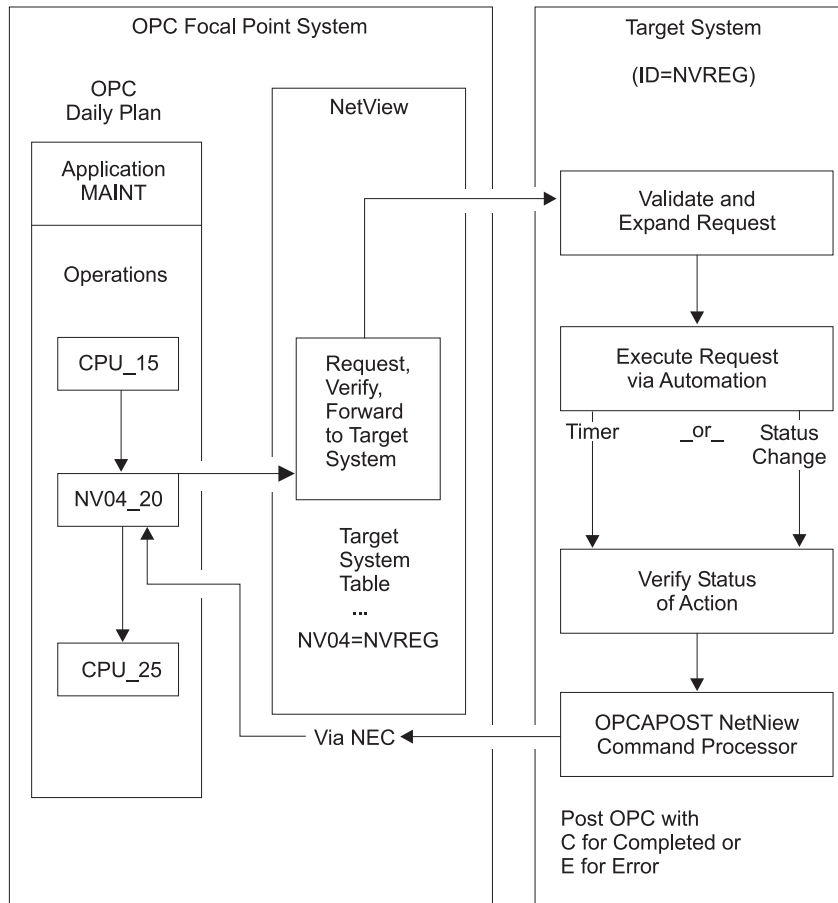 OPC Focal Point System
OPC
Daily Plan
Application
MAINT
Operations
CPU_15
NV04_20
CPU_25
NetView
Request,
Verify,
Forward
to Target
System
Target
System
Table
...
NV04=NVREG
Via NEC
Target System
(ID=NVREG)
Validate and
Expand Request
Execute Request
via Automation
Timer
_or_
Status
Change
Verify Status
of Action
OPCAPOST NetNiew
Command Processor
Post OPC with
C for Completed or
E for Error